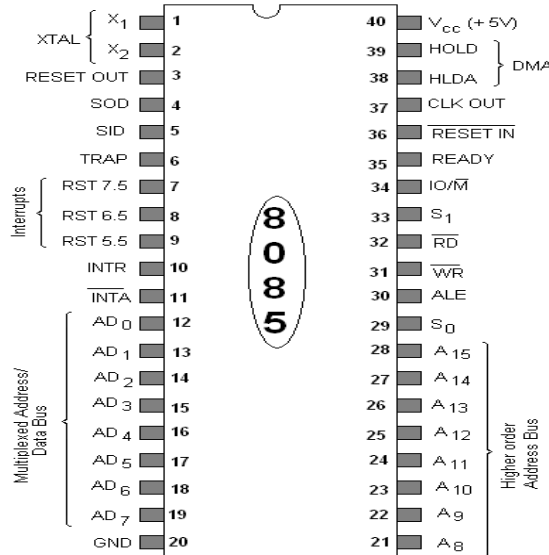 XTAL
X1 1 40 Vcc (+ 5V)
X2 2 39 HOLD
DMA
RESET OUT 3 38 HLDA
SOD 4 37 CLK OUT
SID 5 36 RESET IN
TRAP 6 35 READY
Interrupts
RST 7.5 7 34 IO/M
RST 6.5 8 33 S1
RST 5.5 9 32 RD
INTR 10 31 WR
INTA 11 30 ALE
8085
Multiplexed Address/
Data Bus
AD0 12 29 S0
AD1 13 28 A15
AD2 14 27 A14
AD3 15 26 A13
AD4 16 25 A12
AD5 17 24 A11
AD6 18 23 A10
AD7 19 22 A9
GND 20 21 A8
Higher order
Address Bus